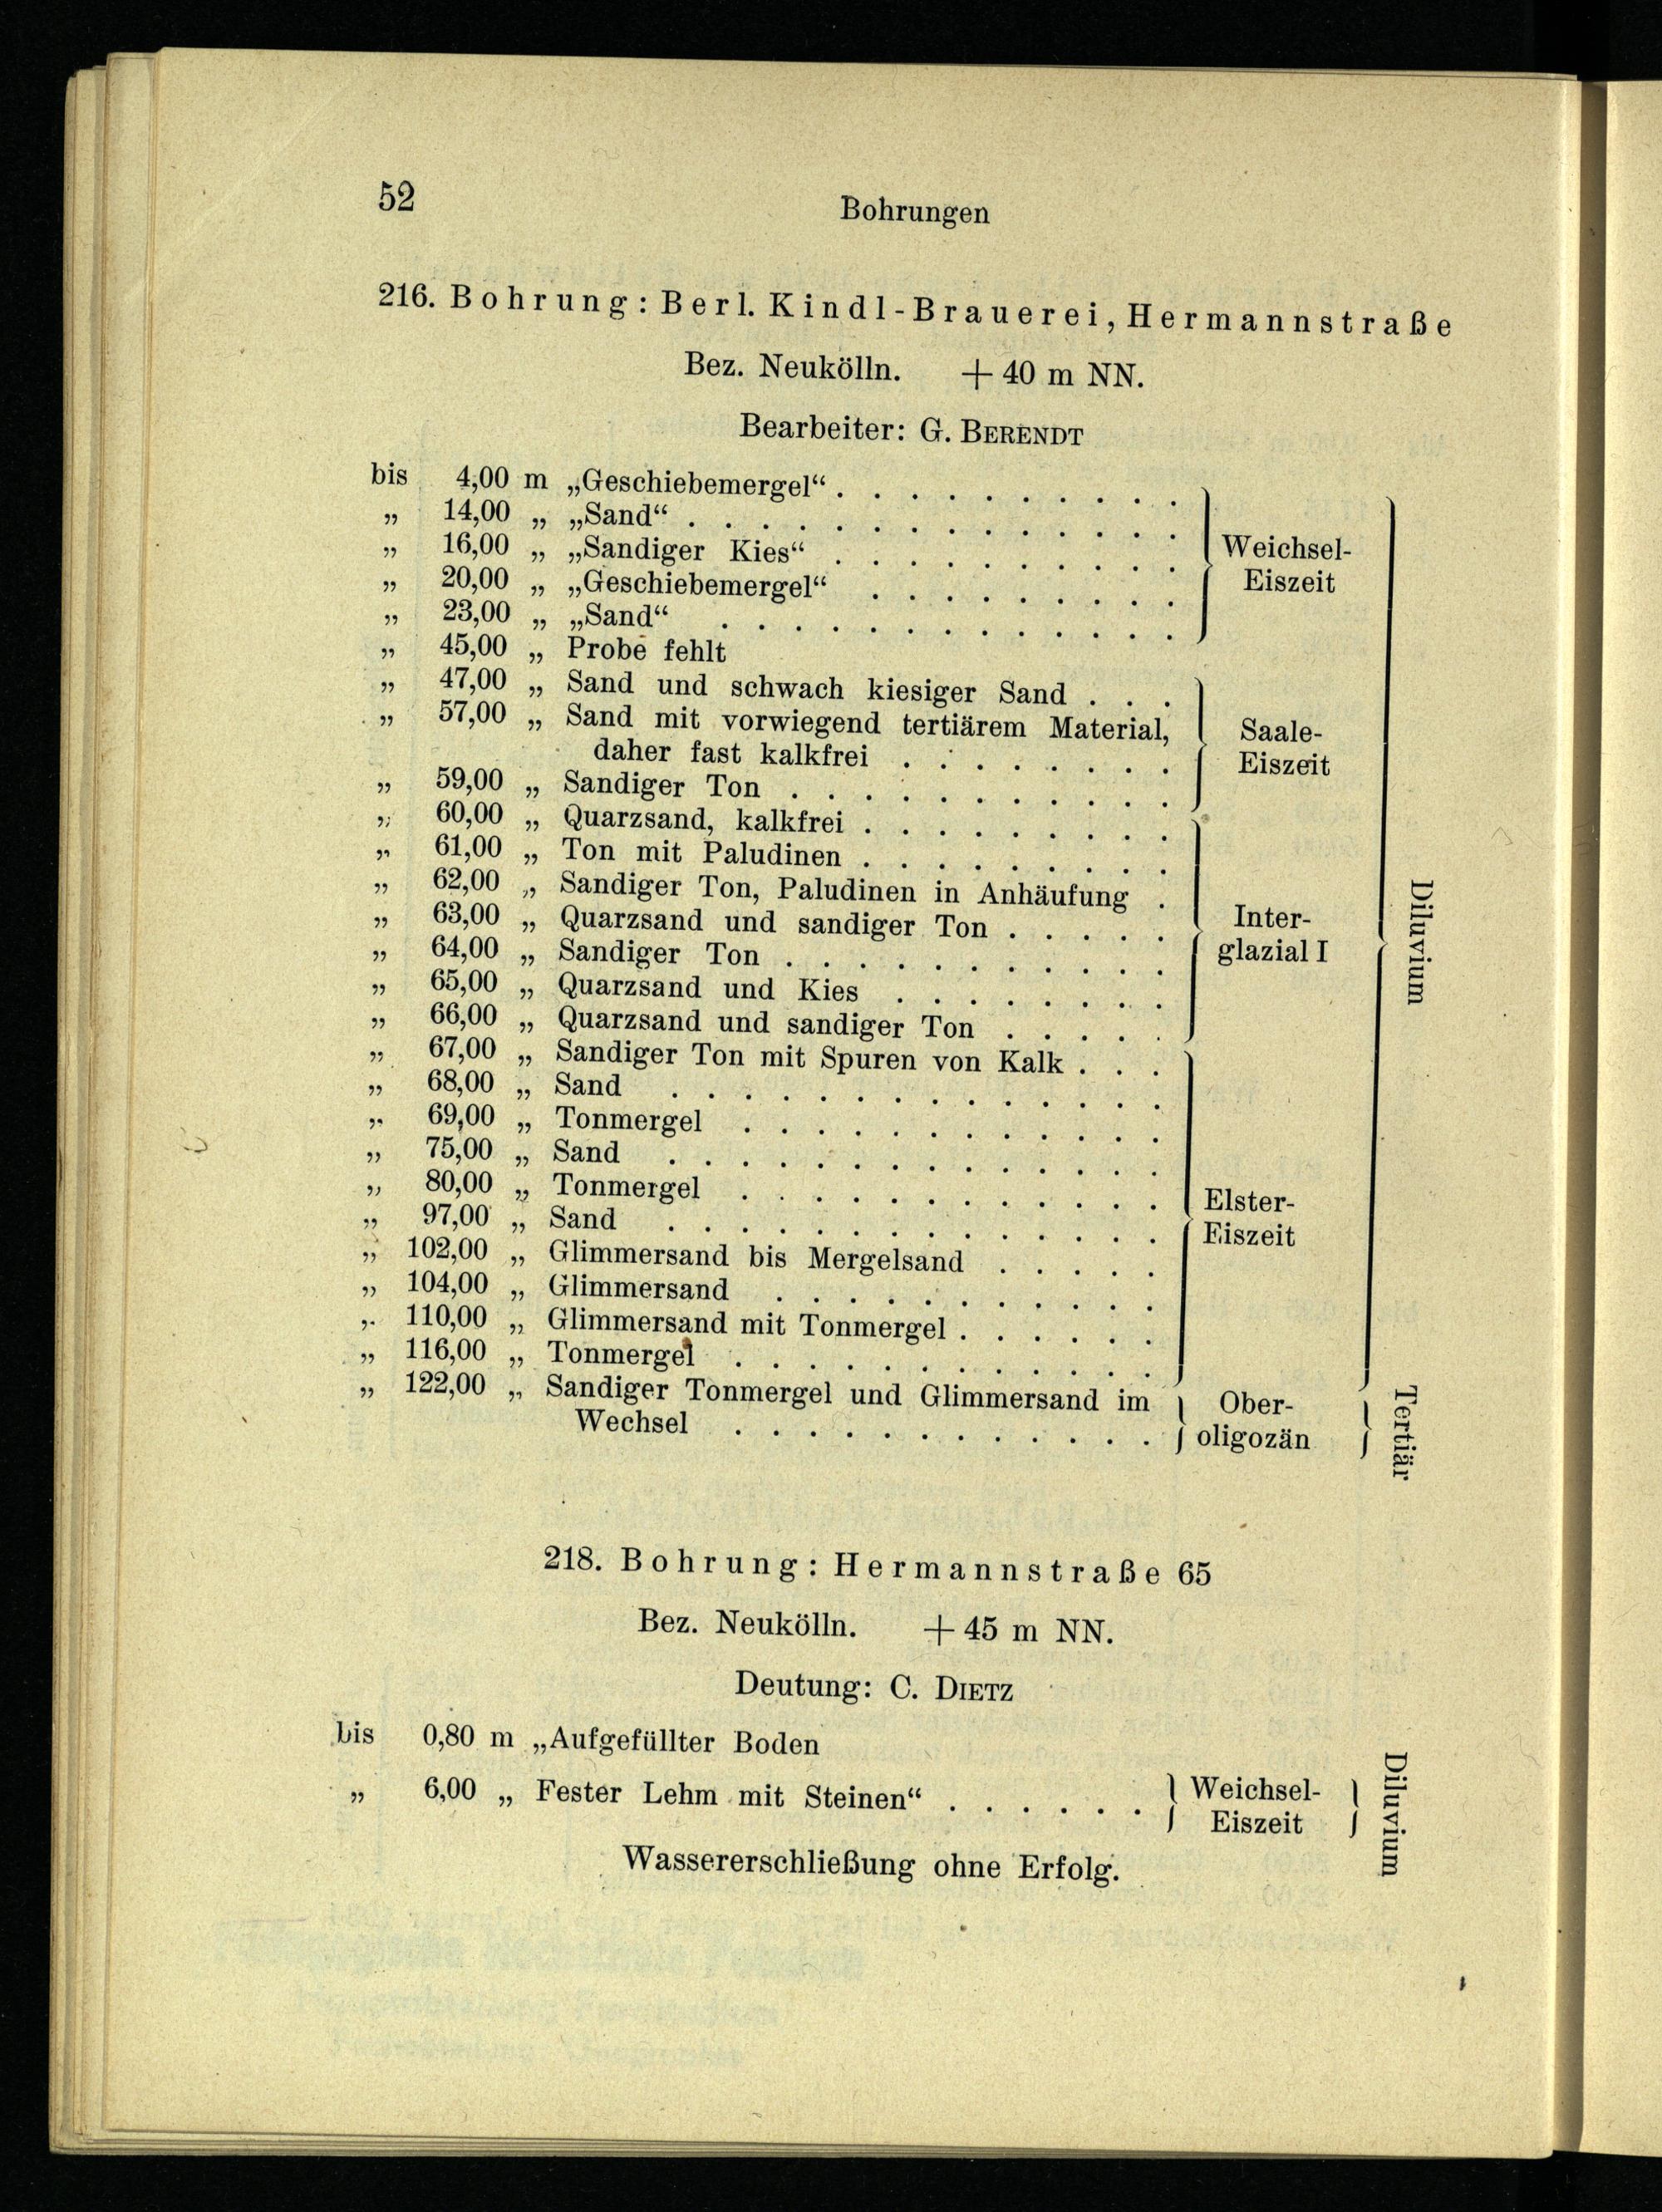 52
Bohrungen
216. Bohrung: Berl. Kindl-Brauerei, Hermannstraße
Bez. Neukölln. + 40 m NN.
Bearbeiter: G. BERENDT
bis 4,00 m „Geschiebemergel“ . . . . . . . . . .
„ 14,00 „ „Sand“ . . . . . . . . . . . . . .
„ 16,00 „ „Sandiger Kies“ . . . . . . . . . . Weichsel-
„ 20,00 „ „Geschiebemergel“ . . . . . . . . . Eiszeit
„ 23,00 „ „Sand“ . . . . . . . . . . . . .
„ 45,00 „ Probe fehlt
„ 47,00 „ Sand und schwach kiesiger Sand . . .
„ 57,00 „ Sand mit vorwiegend tertiärem Material, Saale-
daher fast kalkfrei . . . . . . . . Eiszeit
„ 59,00 „ Sandiger Ton . . . . . . . . . . .
„ 60,00 „ Quarzsand, kalkfrei . . . . . . . . .
„ 61,00 „ Ton mit Paludinen . . . . . . . . .
„ 62,00 „ Sandiger Ton, Paludinen in Anhäufung .
„ 63,00 „ Quarzsand und sandiger Ton . . . . . Inter-
„ 64,00 „ Sandiger Ton . . . . . . . . . . . glazial I
„ 65,00 „ Quarzsand und Kies . . . . . . . .
„ 66,00 „ Quarzsand und sandiger Ton . . . . .
„ 67,00 „ Sandiger Ton mit Spuren von Kalk . . .
„ 68,00 „ Sand . . . . . . . . . . . . . .
„ 69,00 „ Tonmergel . . . . . . . . . . . .
„ 75,00 „ Sand . . . . . . . . . . . . . .
„ 80,00 „ Tonmergel . . . . . . . . . . . . Elster-
„ 97,00 „ Sand . . . . . . . . . . . . . . Eiszeit
„ 102,00 „ Glimmersand bis Mergelsand . . . . .
„ 104,00 „ Glimmersand . . . . . . . . . . .
„ 110,00 „ Glimmersand mit Tonmergel . . . . . .
„ 116,00 „ Tonmergel . . . . . . . . . . . .
Diluvium
„ 122,00 „ Sandiger Tonmergel und Glimmersand im Ober-
Wechsel . . . . . . . . . . . . oligozän
Tertiär
218. Bohrung: Hermannstraße 65
Bez. Neukölln. + 45 m NN.
Deutung: C. DIETZ
bis 0,80 m „Aufgefüllter Boden
„ 6,00 „ Fester Lehm mit Steinen“ . . . . . . Weichsel-
Eiszeit
Diluvium
Wassererschließung ohne Erfolg.